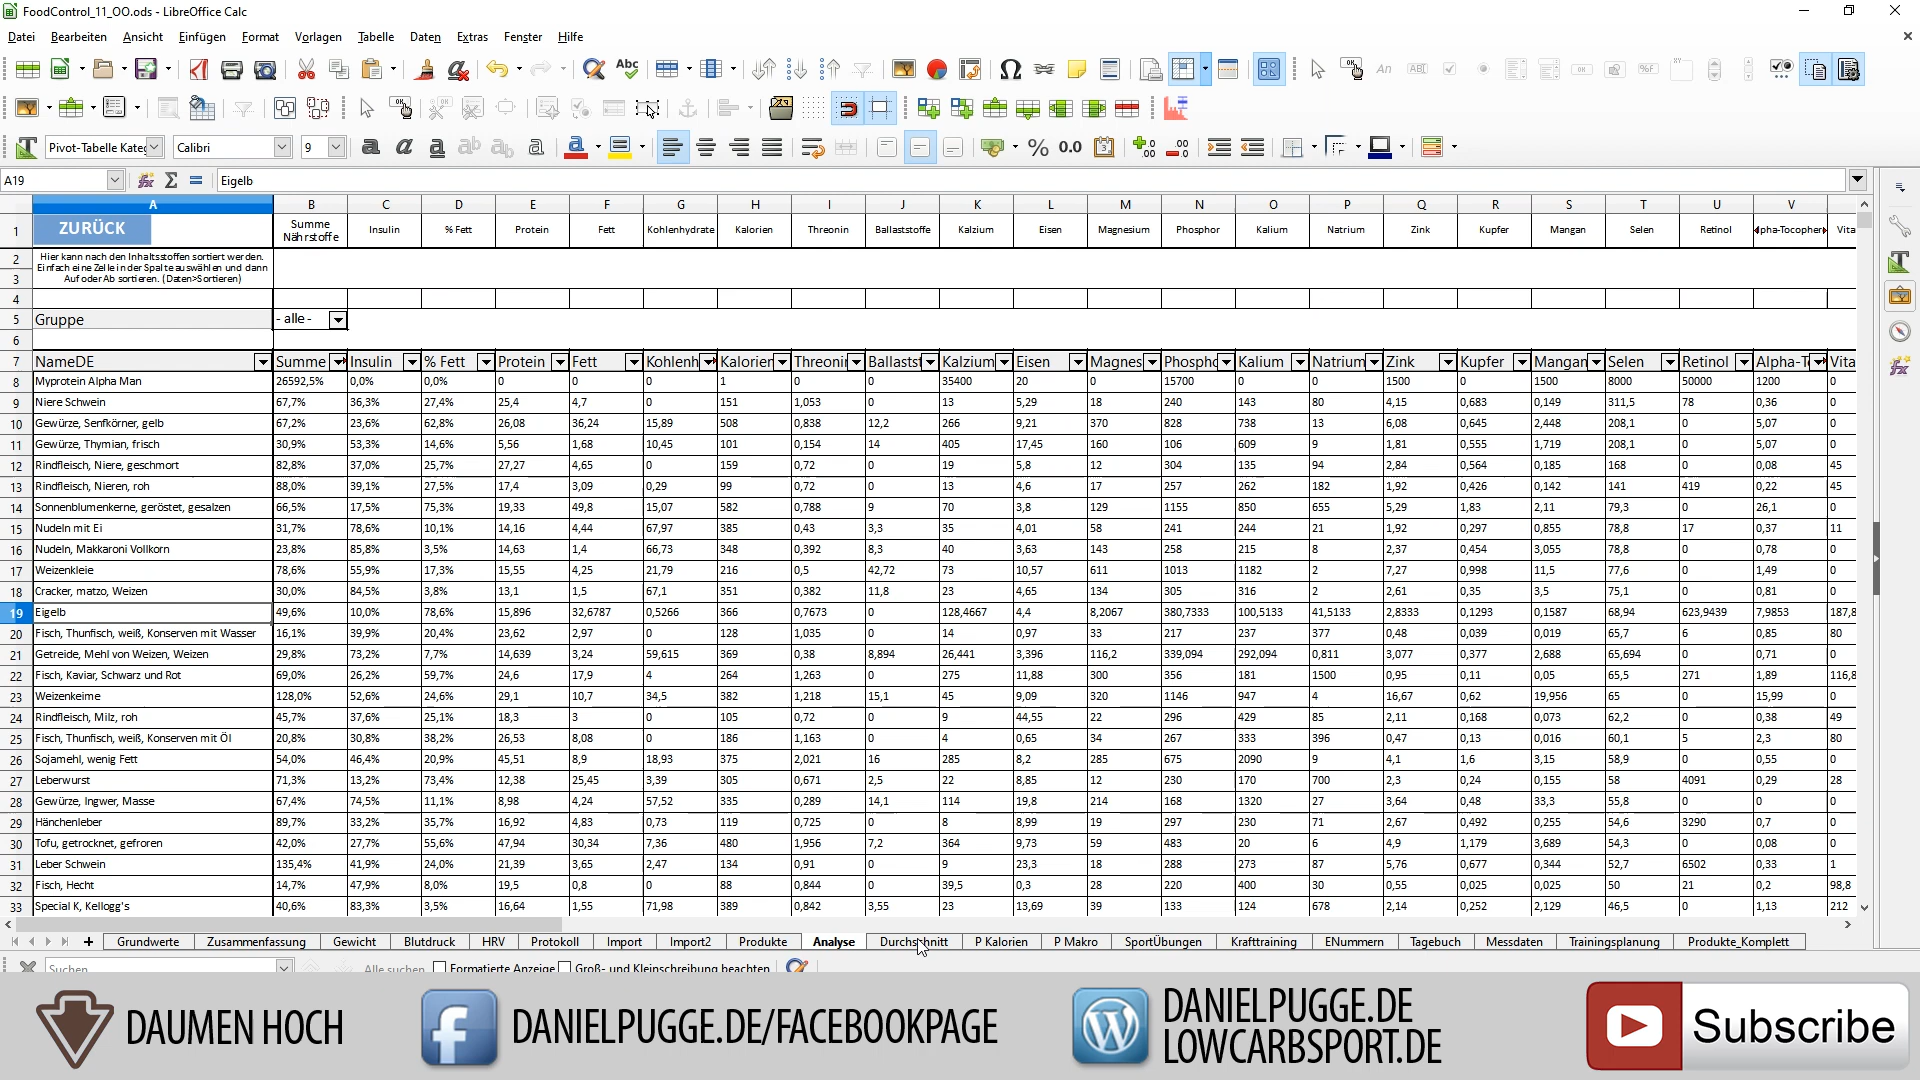 FoodControl_11_OO.ods - LibreOffice Calc
Datei Bearbeiten Ansicht Einfügen Format Vorlagen Tabelle Daten Extras Fenster Hilfe
Pivot-Tabelle Kateg Calibri 9
A19 Eigelb
A B C D E F G H I J K L M N O P Q R S T U V
1 ZURÜCK Summe Nährstoffe Insulin % Fett Protein Fett Kohlenhydrate Kalorien Threonin Ballaststoffe Kalzium Eisen Magnesium Phosphor Kalium Natrium Zink Kupfer Mangan Selen Retinol lpha-Tocopher Vita
2 Hier kann nach den Inhaltsstoffen sortiert werden.
Einfach eine Zelle in der Spalte auswählen und dann
3 Auf oder Ab sortieren. (Daten>Sortieren)
4
5 Gruppe - alle -
6
7 NameDE Summe Insulin % Fett Protein Fett Kohlenh Kalorien Threonin Ballastst Kalzium Eisen Magnes Phospho Kalium Natrium Zink Kupfer Mangan Selen Retinol Alpha-T Vita
8 Myprotein Alpha Man 26592,5% 0,0% 0,0% 0 0 0 1 0 0 35400 20 0 15700 0 0 1500 0 1500 8000 50000 1200 0
9 Niere Schwein 67,7% 36,3% 27,4% 25,4 4,7 0 151 1,053 0 13 5,29 18 240 143 80 4,15 0,683 0,149 311,5 78 0,36 0
10 Gewürze, Senfkörner, gelb 67,2% 23,6% 62,8% 26,08 36,24 15,89 508 0,838 12,2 266 9,21 370 828 738 13 6,08 0,645 2,448 208,1 0 5,07 0
11 Gewürze, Thymian, frisch 30,9% 53,3% 14,6% 5,56 1,68 10,45 101 0,154 14 405 17,45 160 106 609 9 1,81 0,555 1,719 208,1 0 5,07 0
12 Rindfleisch, Niere, geschmort 82,8% 37,0% 25,7% 27,27 4,65 0 159 0,72 0 19 5,8 12 304 135 94 2,84 0,564 0,185 168 0 0,08 45
13 Rindfleisch, Nieren, roh 88,0% 39,1% 27,5% 17,4 3,09 0,29 99 0,72 0 13 4,6 17 257 262 182 1,92 0,426 0,142 141 419 0,22 45
14 Sonnenblumenkerne, geröstet, gesalzen 66,5% 17,5% 75,3% 19,33 49,8 15,07 582 0,788 9 70 3,8 129 1155 850 655 5,29 1,83 2,11 79,3 0 26,1 0
15 Nudeln mit Ei 31,7% 78,6% 10,1% 14,16 4,44 67,97 385 0,43 3,3 35 4,01 58 241 244 21 1,92 0,297 0,855 78,8 17 0,37 11
16 Nudeln, Makkaroni Vollkorn 23,8% 85,8% 3,5% 14,63 1,4 66,73 348 0,392 8,3 40 3,63 143 258 215 8 2,37 0,454 3,055 78,8 0 0,78 0
17 Weizenkleie 78,6% 55,9% 17,3% 15,55 4,25 21,79 216 0,5 42,72 73 10,57 611 1013 1182 2 7,27 0,998 11,5 77,6 0 1,49 0
18 Cracker, matzo, Weizen 30,0% 84,5% 3,8% 13,1 1,5 67,1 351 0,382 11,8 23 4,65 134 305 316 2 2,61 0,35 3,5 75,1 0 0,81 0
19 Eigelb 49,6% 10,0% 78,6% 15,896 32,6787 0,5266 366 0,7673 0 128,4667 4,4 8,2067 380,7333 100,5133 41,5133 2,8333 0,1293 0,1587 68,94 623,9439 7,9853 187,8
20 Fisch, Thunfisch, weiß, Konserven mit Wasser 16,1% 39,9% 20,4% 23,62 2,97 0 128 1,035 0 14 0,97 33 217 237 377 0,48 0,039 0,019 65,7 6 0,85 80
21 Getreide, Mehl von Weizen, Weizen 29,8% 73,2% 7,7% 14,639 3,24 59,615 369 0,38 8,894 26,441 3,396 116,2 339,094 292,094 0,811 3,077 0,377 2,688 65,694 0 0,71 0
22 Fisch, Kaviar, Schwarz und Rot 69,0% 26,2% 59,7% 24,6 17,9 4 264 1,263 0 275 11,88 300 356 181 1500 0,95 0,11 0,05 65,5 271 1,89 116,8
23 Weizenkeime 128,0% 52,6% 24,6% 29,1 10,7 34,5 382 1,218 15,1 45 9,09 320 1146 947 4 16,67 0,62 19,956 65 0 15,99 0
24 Rindfleisch, Milz, roh 45,7% 37,6% 25,1% 18,3 3 0 105 0,72 0 9 44,55 22 296 429 85 2,11 0,168 0,073 62,2 0 0,38 49
25 Fisch, Thunfisch, weiß, Konserven mit Öl 20,8% 30,8% 38,2% 26,53 8,08 0 186 1,163 0 4 0,65 34 267 333 396 0,47 0,13 0,016 60,1 5 2,3 80
26 Sojamehl, wenig Fett 54,0% 46,4% 20,9% 45,51 8,9 18,93 375 2,021 16 285 8,2 285 675 2090 9 4,1 1,6 3,15 58,9 0 0,55 0
27 Leberwurst 71,3% 13,2% 73,4% 12,38 25,45 3,39 305 0,671 2,5 22 8,85 12 230 170 700 2,3 0,24 0,155 58 4091 0,29 28
28 Gewürze, Ingwer, Masse 67,4% 74,5% 11,1% 8,98 4,24 57,52 335 0,289 14,1 114 19,8 214 168 1320 27 3,64 0,48 33,3 55,8 0 0 0
29 Hänchenleber 89,7% 33,2% 35,7% 16,92 4,83 0,73 119 0,725 0 8 8,99 19 297 230 71 2,67 0,492 0,255 54,6 3290 0,7 0
30 Tofu, getrocknet, gefroren 42,0% 27,7% 55,6% 47,94 30,34 7,36 480 1,956 7,2 364 9,73 59 483 20 6 4,9 1,179 3,689 54,3 0 0,08 0
31 Leber Schwein 135,4% 41,9% 24,0% 21,39 3,65 2,47 134 0,91 0 9 23,3 18 288 273 87 5,76 0,677 0,344 52,7 6502 0,33 1
32 Fisch, Hecht 14,7% 47,9% 8,0% 19,5 0,8 0 88 0,844 0 39,5 0,3 28 220 400 30 0,55 0,025 0,025 50 21 0,2 98,8
33 Special K, Kellogg's 40,6% 83,3% 3,5% 16,64 1,55 71,98 389 0,842 3,55 23 13,69 39 133 124 678 2,14 0,252 2,129 46,5 0 1,13 212
Grundwerte Zusammenfassung Gewicht Blutdruck HRV Protokoll Import Import2 Produkte Analyse Durchschnitt P Kalorien P Makro SportÜbungen Krafttraining ENummern Tagebuch Messdaten Trainingsplanung Produkte_Komplett
Suchen Alle suchen Formatierte Anzeige Groß- und Kleinschreibung beachten
DAUMEN HOCH DANIELPUGGE.DE/FACEBOOKPAGE DANIELPUGGE.DE
LOWCARBSPORT.DE Subscribe